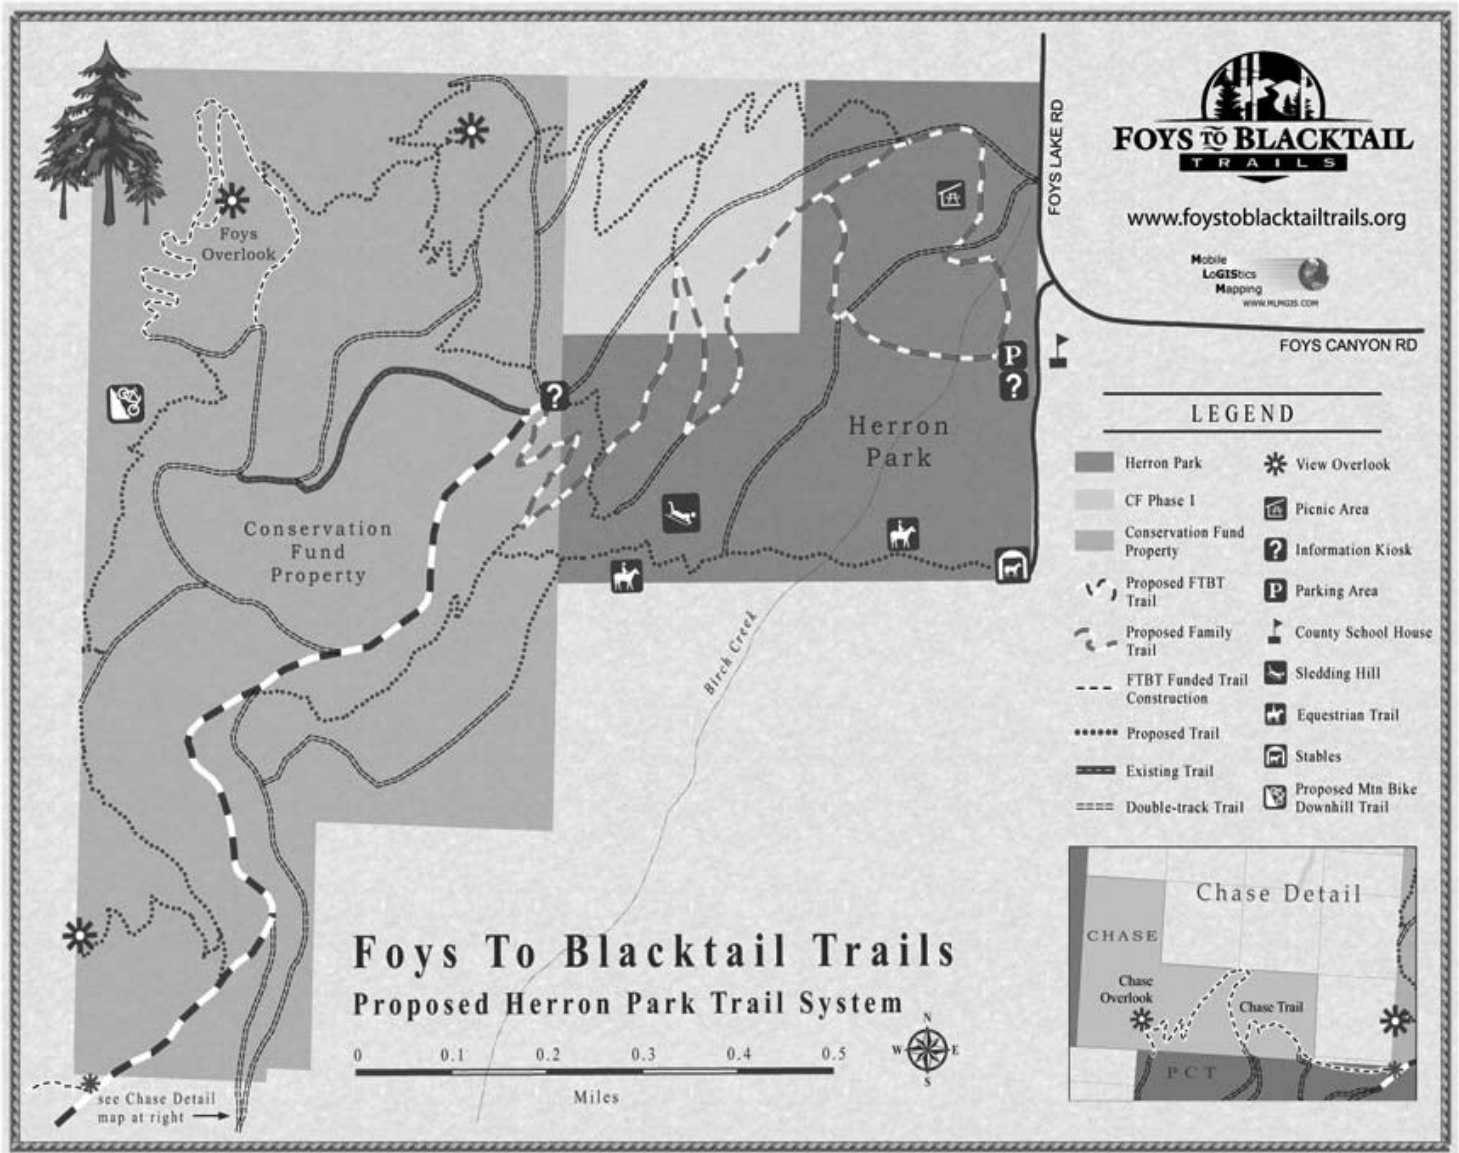 FOYS TO BLACKTAIL
TRAILS
www.foystoblacktailtrails.org
Mobile
LoGIStics
Mapping
WWW.MLMGIS.COM
FOYS LAKE RD
FOYS CANYON RD
Foys
Overlook
?
P
?
Herron
Park
Conservation
Fund
Property
Birch Creek
LEGEND
Herron Park
CF Phase I
Conservation Fund
Property
Proposed FTBT
Trail
Proposed Family
Trail
FTBT Funded Trail
Construction
Proposed Trail
Existing Trail
Double-track Trail
View Overlook
Picnic Area
? Information Kiosk
P Parking Area
County School House
Sledding Hill
Equestrian Trail
Stables
Proposed Mtn Bike
Downhill Trail
Chase Detail
CHASE
Chase
Overlook
Chase Trail
PCT
Foys To Blacktail Trails
Proposed Herron Park Trail System
N
W E
S
0 0.1 0.2 0.3 0.4 0.5
Miles
see Chase Detail
map at right